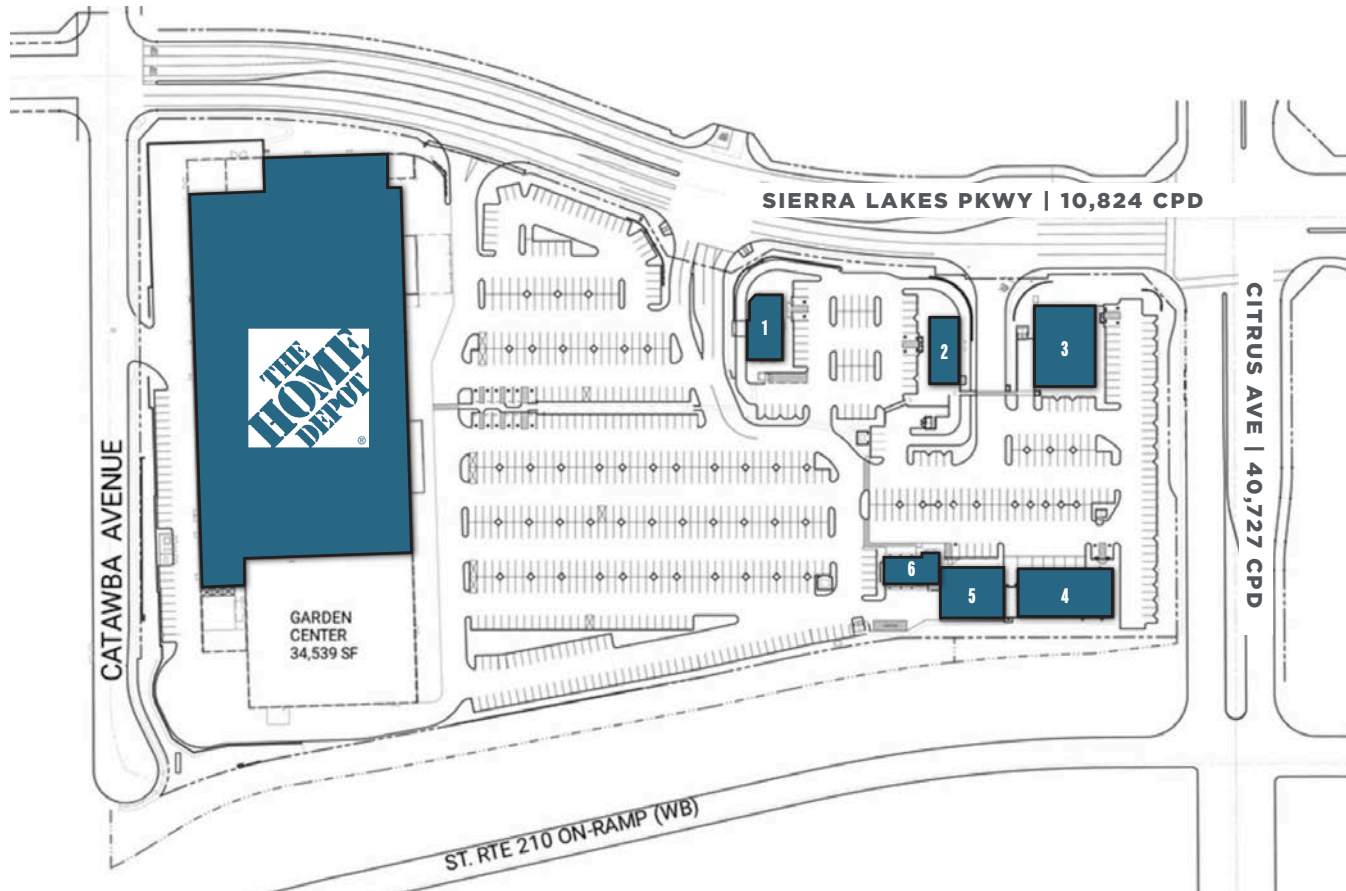 SIERRA LAKES PKWY | 10,824 CPD
CITRUS AVE | 40,727 CPD
1
2
3
THE
HOME
DEPOT
®
CATAWBA AVENUE
6
5
4
GARDEN
CENTER
34,539 SF
ST. RTE 210 ON-RAMP (WB)